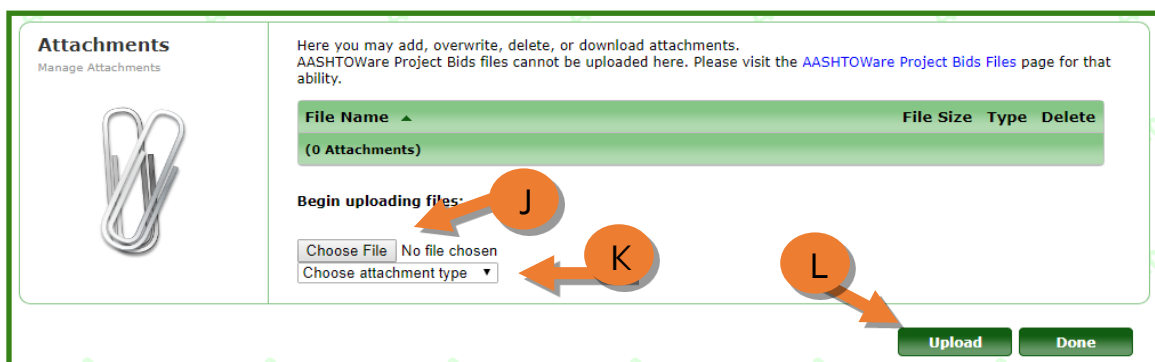 Attachments
Manage Attachments
Here you may add, overwrite, delete, or download attachments.
AASHTOWare Project Bids files cannot be uploaded here. Please visit the AASHTOWare Project Bids Files page for that
ability.
File Name ▲ File Size Type Delete
(0 Attachments)
Begin uploading files:
J
Choose File No file chosen
Choose attachment type ▼
K
L
Upload Done